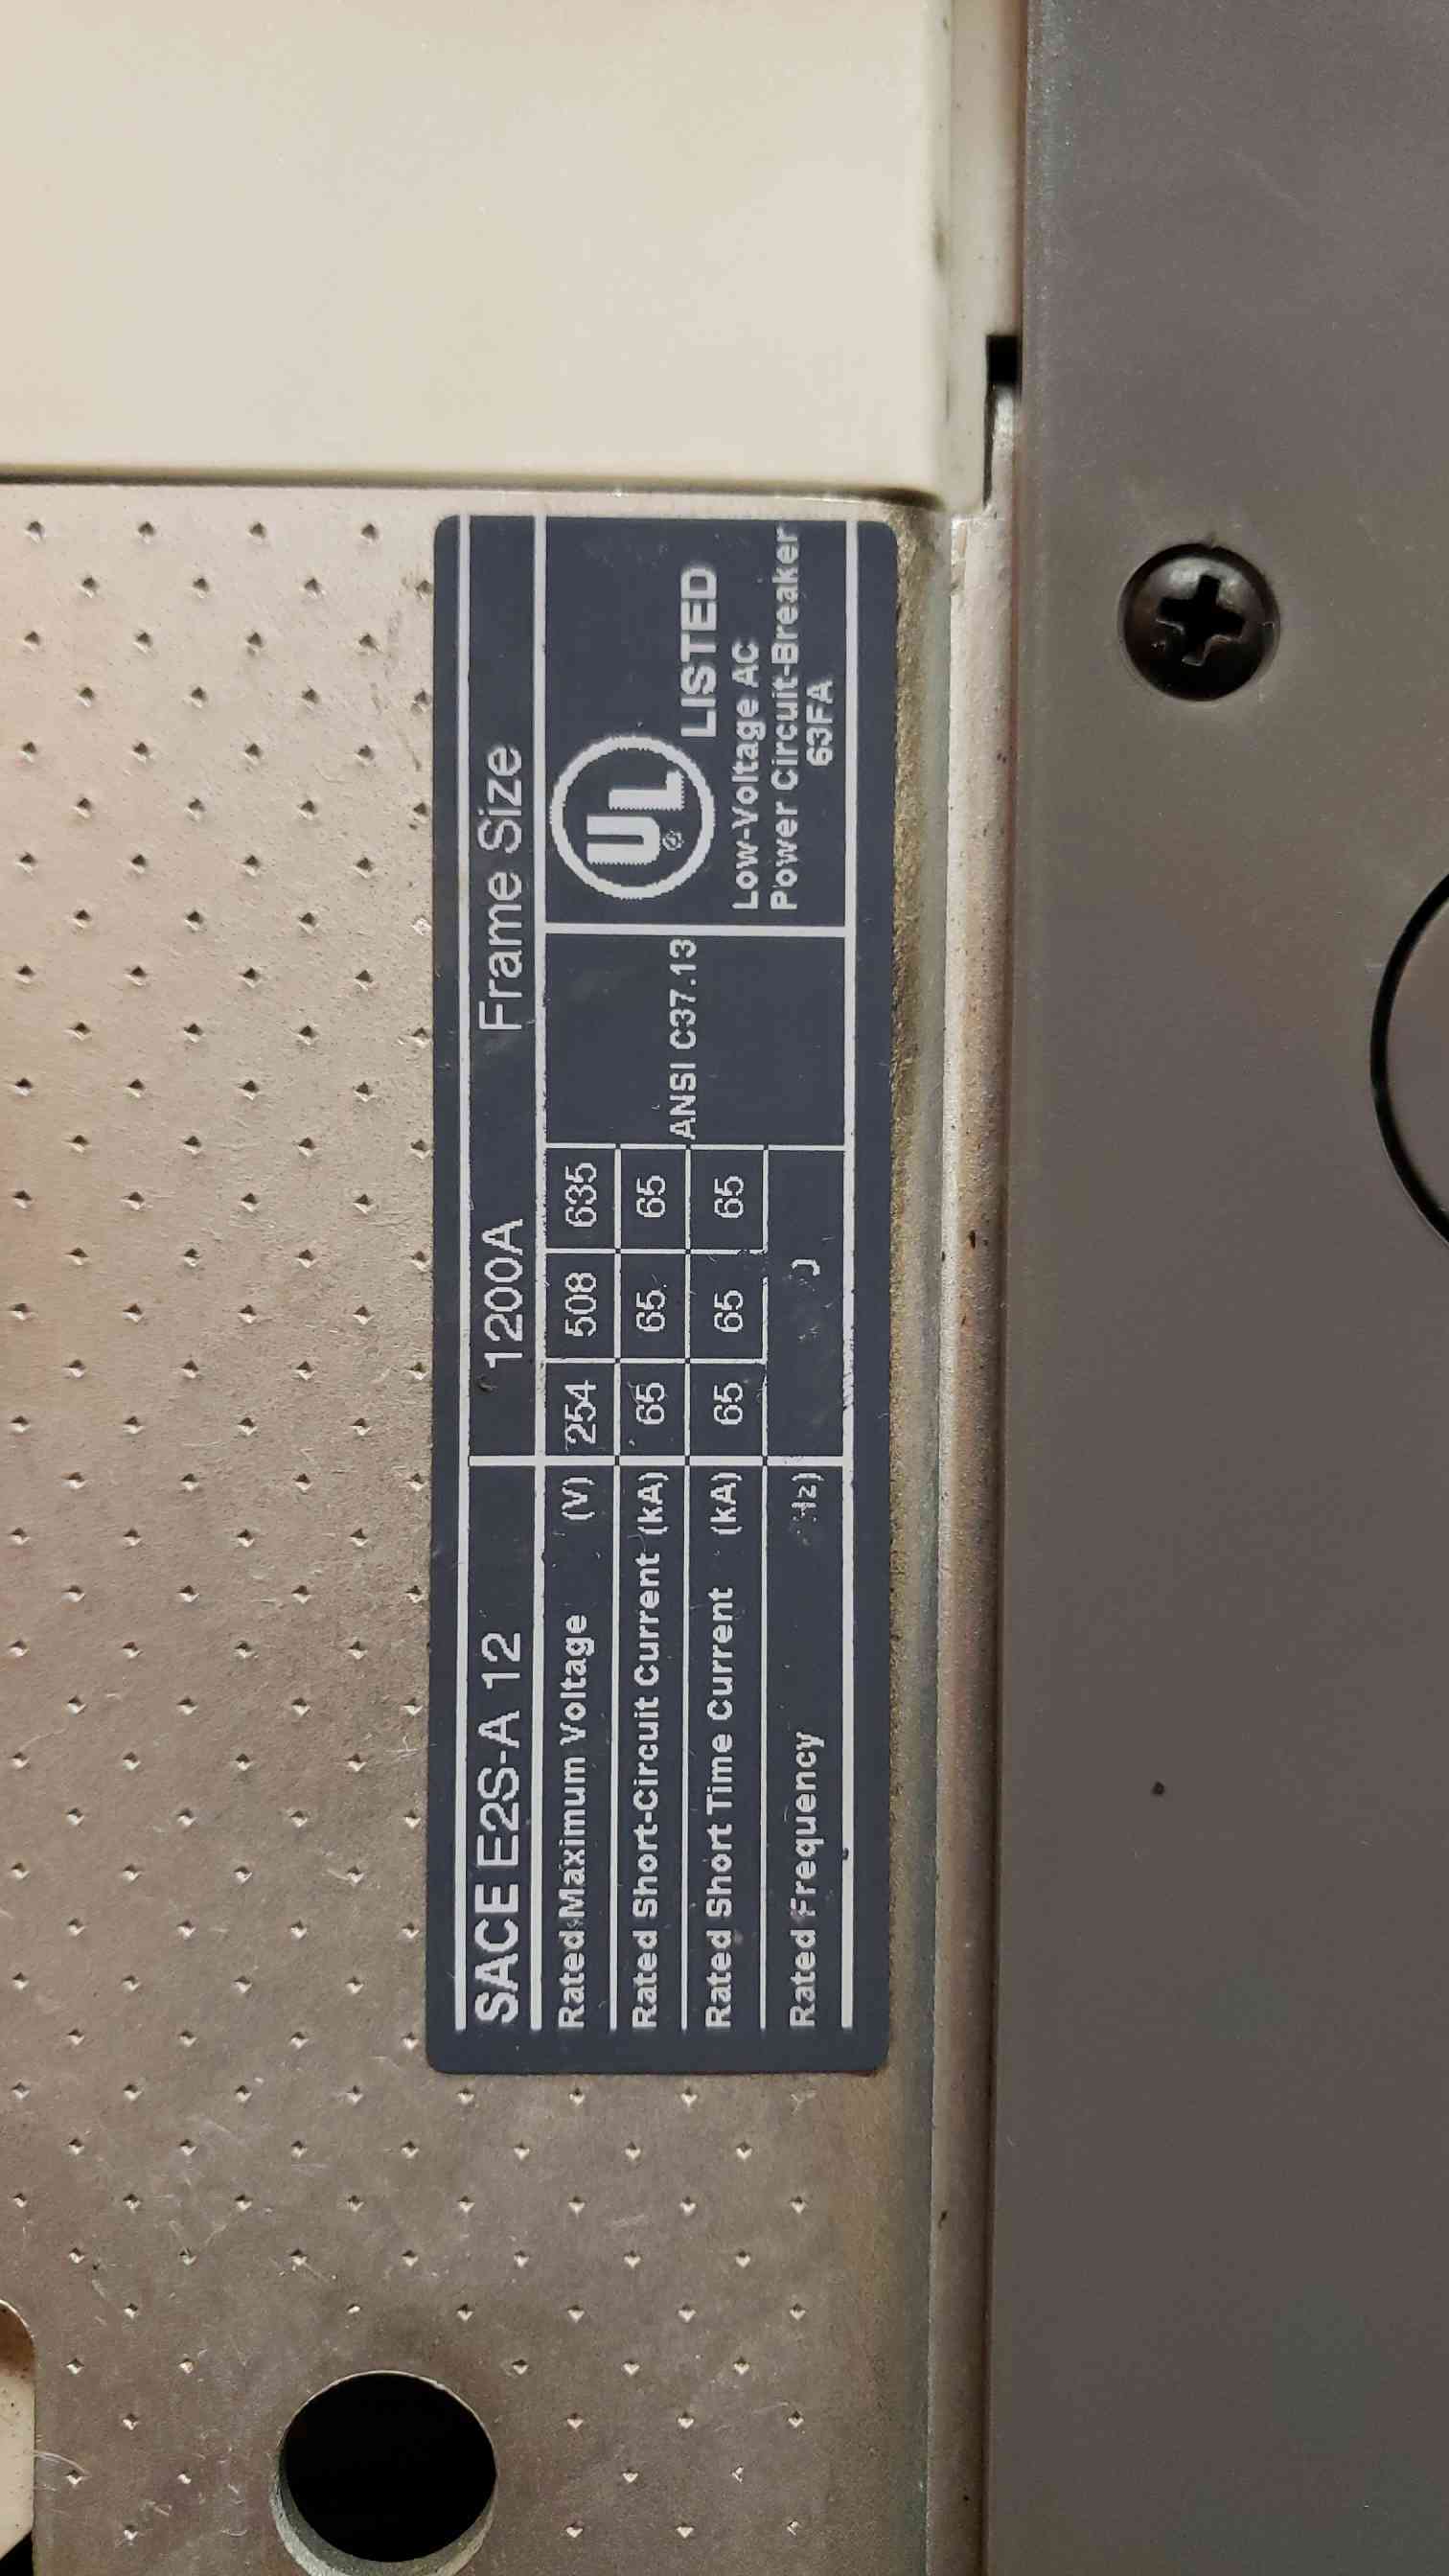 SACE E2S-A 12 1200A Frame Size
Rated Maximum Voltage (V) 254 508 635
Rated Short-Circuit Current (kA) 65 65 65
Rated Short Time Current (kA) 65 65 65
Rated Frequency Hz)
ANSI C37.13
UL®
LISTED
Low-Voltage AC
Power Circuit-Breaker
63FA